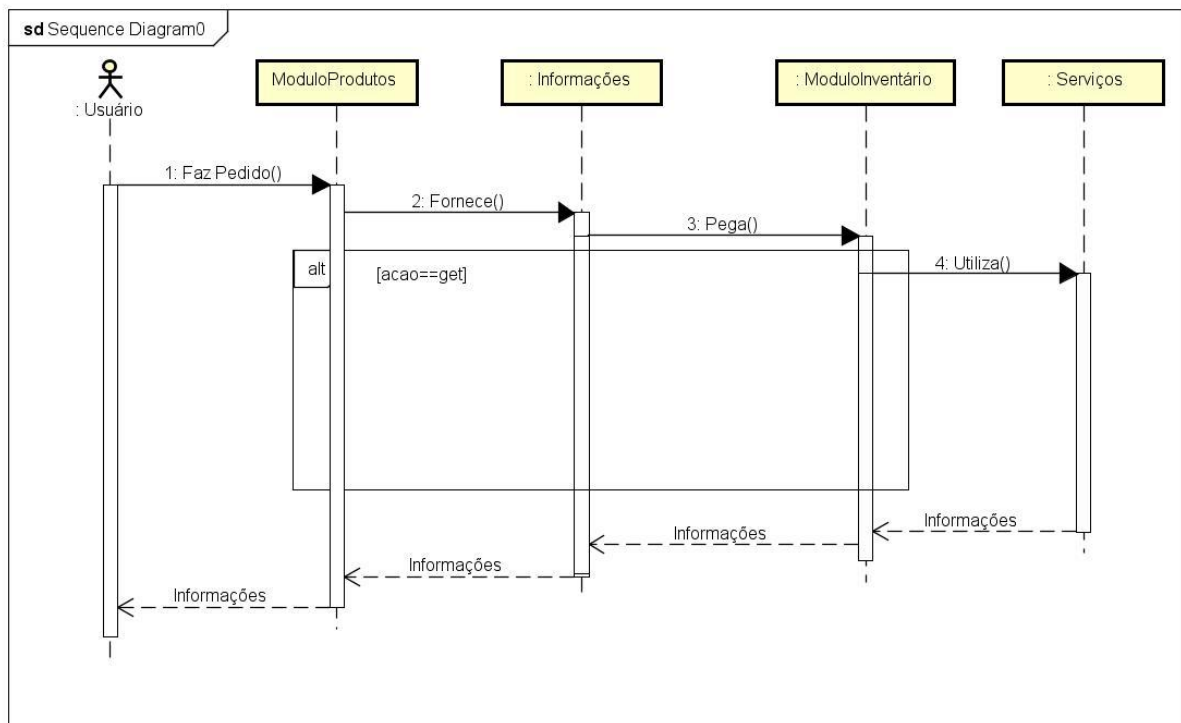 sd Sequence Diagram0
: Usuário
ModuloProdutos
: Informações
: ModuloInventário
: Serviços
1: Faz Pedido()
2: Fornece()
3: Pega()
alt
[acao==get]
4: Utiliza()
Informações
Informações
Informações
Informações